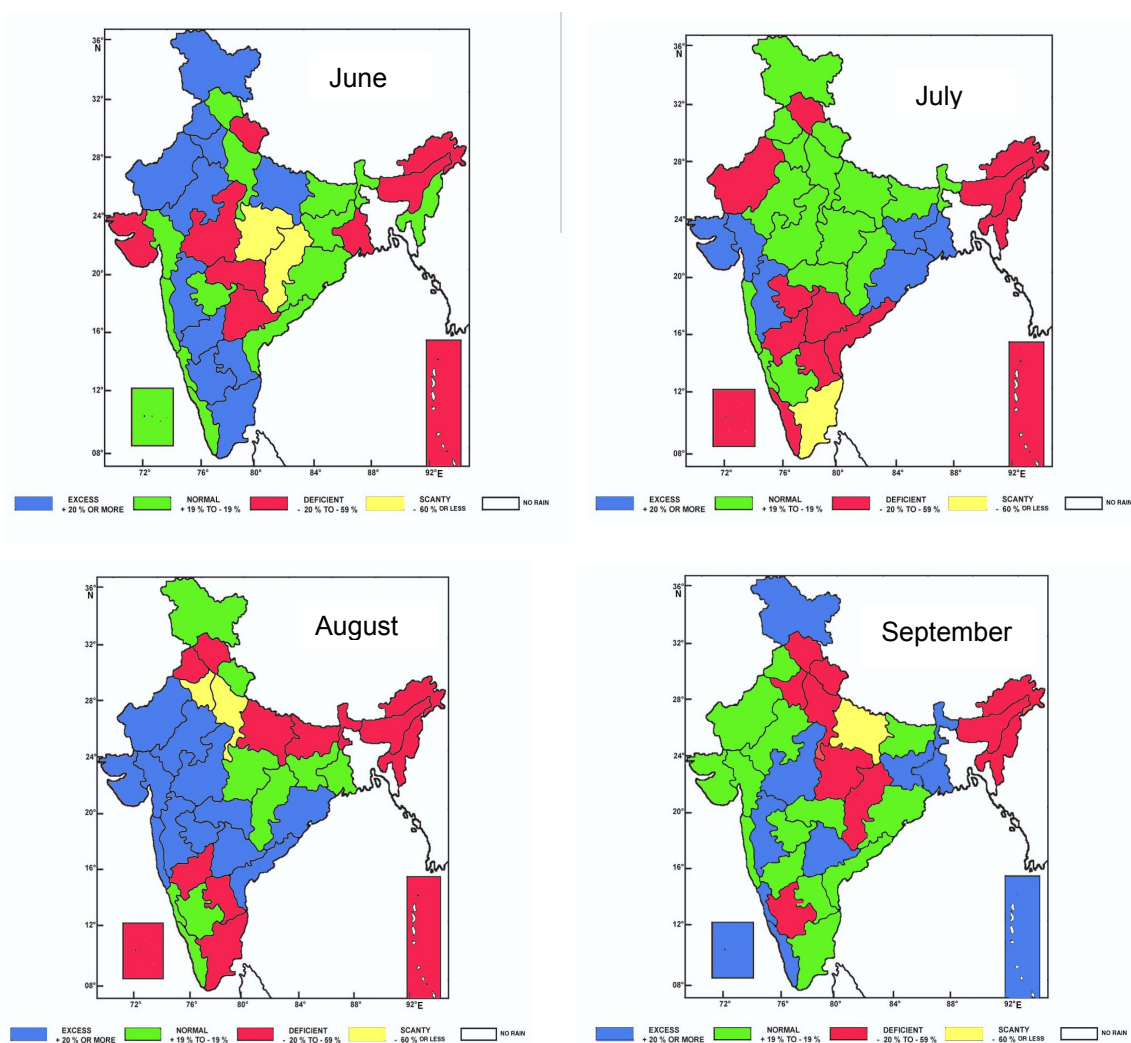 June
36°
N
32°
28°
24°
20°
16°
12°
08°
72° 76° 80° 84° 88° 92°E
EXCESS NORMAL DEFICIENT SCANTY NO RAIN
+ 20 % OR MORE + 19 % TO - 19 % - 20 % TO - 59 % - 60 % OR LESS
July
36°
N
32°
28°
24°
20°
16°
12°
08°
72° 76° 80° 84° 88° 92°E
EXCESS NORMAL DEFICIENT SCANTY NO RAIN
+ 20 % OR MORE + 19 % TO - 19 % - 20 % TO - 59 % - 60 % OR LESS
August
36°
N
32°
28°
24°
20°
16°
12°
08°
72° 76° 80° 84° 88° 92°E
EXCESS NORMAL DEFICIENT SCANTY NO RAIN
+ 20 % OR MORE + 19 % TO - 19 % - 20 % TO - 59 % - 60 % OR LESS
September
36°
N
32°
28°
24°
20°
16°
12°
08°
72° 76° 80° 84° 88° 92°E
EXCESS NORMAL DEFICIENT SCANTY NO RAIN
+ 20 % OR MORE + 19 % TO - 19 % - 20 % TO - 59 % - 60 % OR LESS